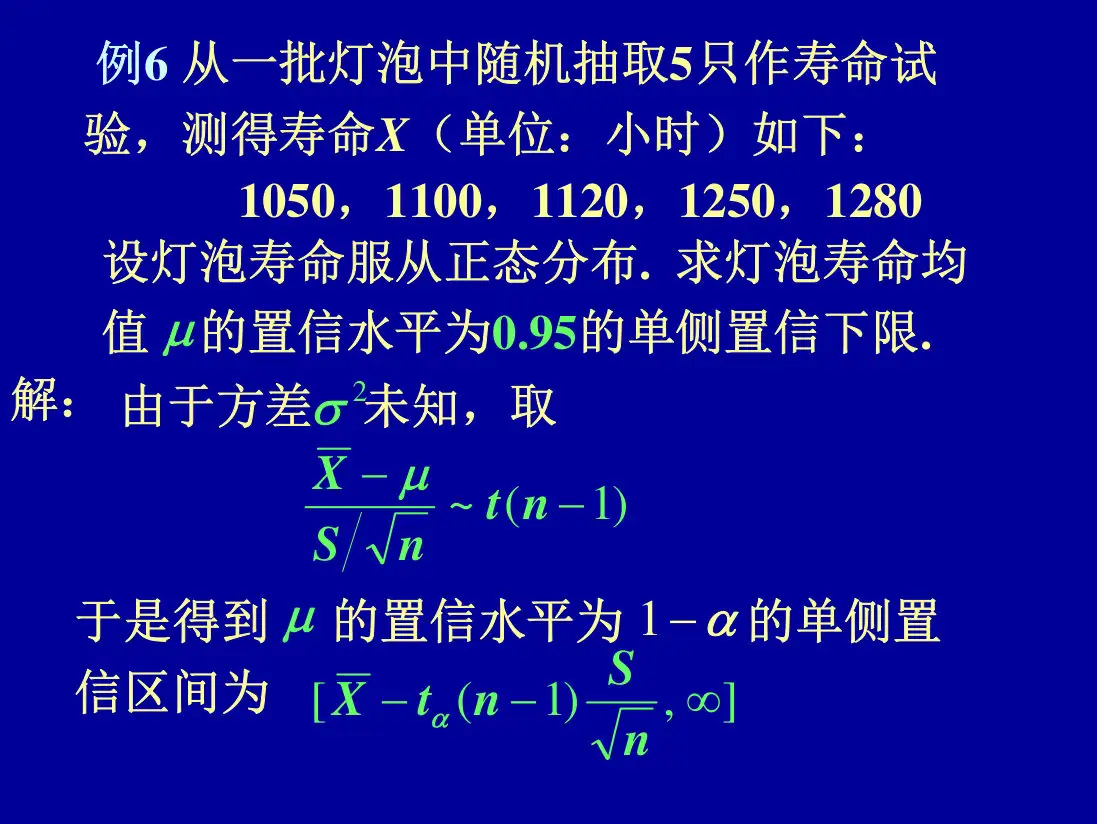 例6 从一批灯泡中随机抽取5只作寿命试
验，测得寿命X（单位：小时）如下：
1050，1100，1120，1250，1280
设灯泡寿命服从正态分布. 求灯泡寿命均
值 μ的置信水平为0.95的单侧置信下限.
解： 由于方差σ²未知，取
(X̅ − μ)/(S/√n) ~ t(n−1)
于是得到 μ 的置信水平为 1−α 的单侧置
信区间为 [X̅ − t_α(n−1) S/√n, ∞]